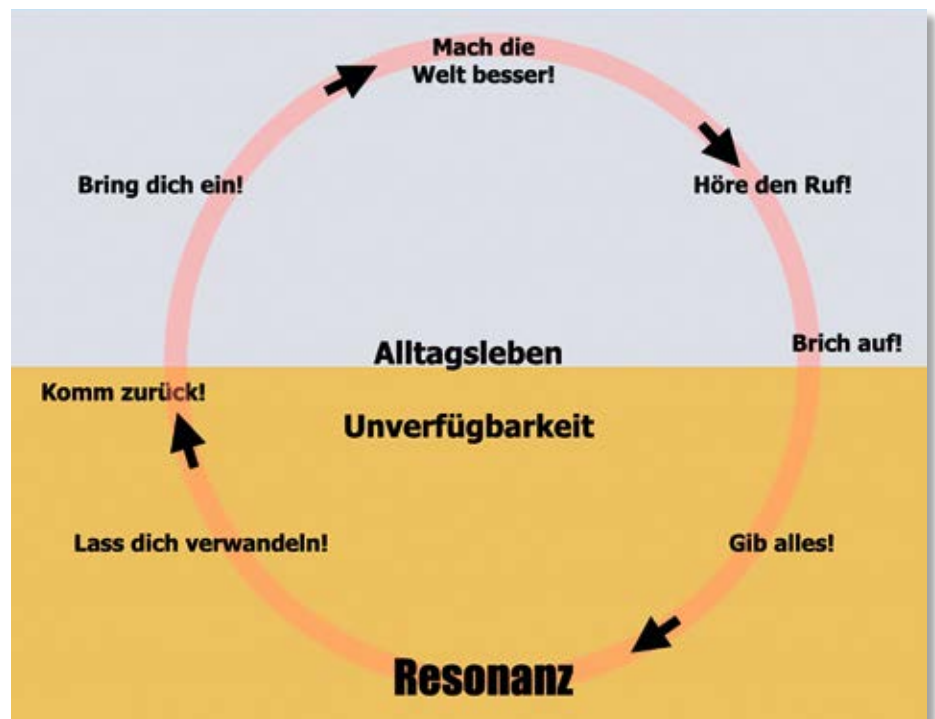 Mach die
Welt besser!
Bring dich ein!
Höre den Ruf!
Brich auf!
Alltagsleben
Komm zurück!
Unverfügbarkeit
Lass dich verwandeln!
Gib alles!
Resonanz